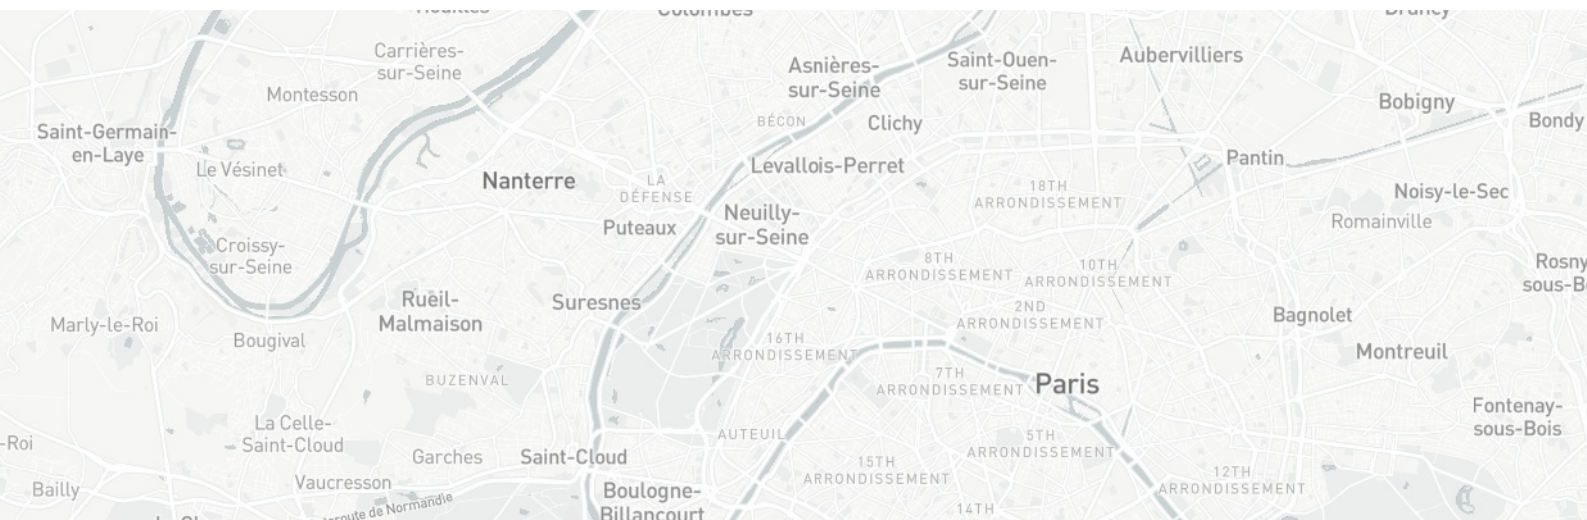 Houilles
Colombes
Drancy
Carrières-
sur-Seine
Asnières-
sur-Seine
Saint-Ouen-
sur-Seine
Aubervilliers
Montesson
Bobigny
BÉCON
Clichy
Bondy
Saint-Germain-
en-Laye
Le Vésinet
Nanterre
LA
DÉFENSE
Levallois-Perret
Pantin
18TH
ARRONDISSEMENT
Noisy-le-Sec
Romainville
Puteaux
Neuilly-
sur-Seine
Croissy-
sur-Seine
8TH
ARRONDISSEMENT
10TH
ARRONDISSEMENT
Rosny
sous-B
Rueil-
Malmaison
Suresnes
2ND
ARRONDISSEMENT
Bagnolet
Marly-le-Roi
Bougival
16TH
ARRONDISSEMENT
Montreuil
BUZENVAL
7TH
ARRONDISSEMENT
Paris
La Celle-
Saint-Cloud
Fontenay-
sous-Bois
-Roi
AUTEUIL
5TH
ARRONDISSEMENT
Garches
Saint-Cloud
15TH
ARRONDISSEMENT
12TH
ARRONDISSEMENT
Bailly
Vaucresson
route de Normandie
Boulogne-
Billancourt
14TH